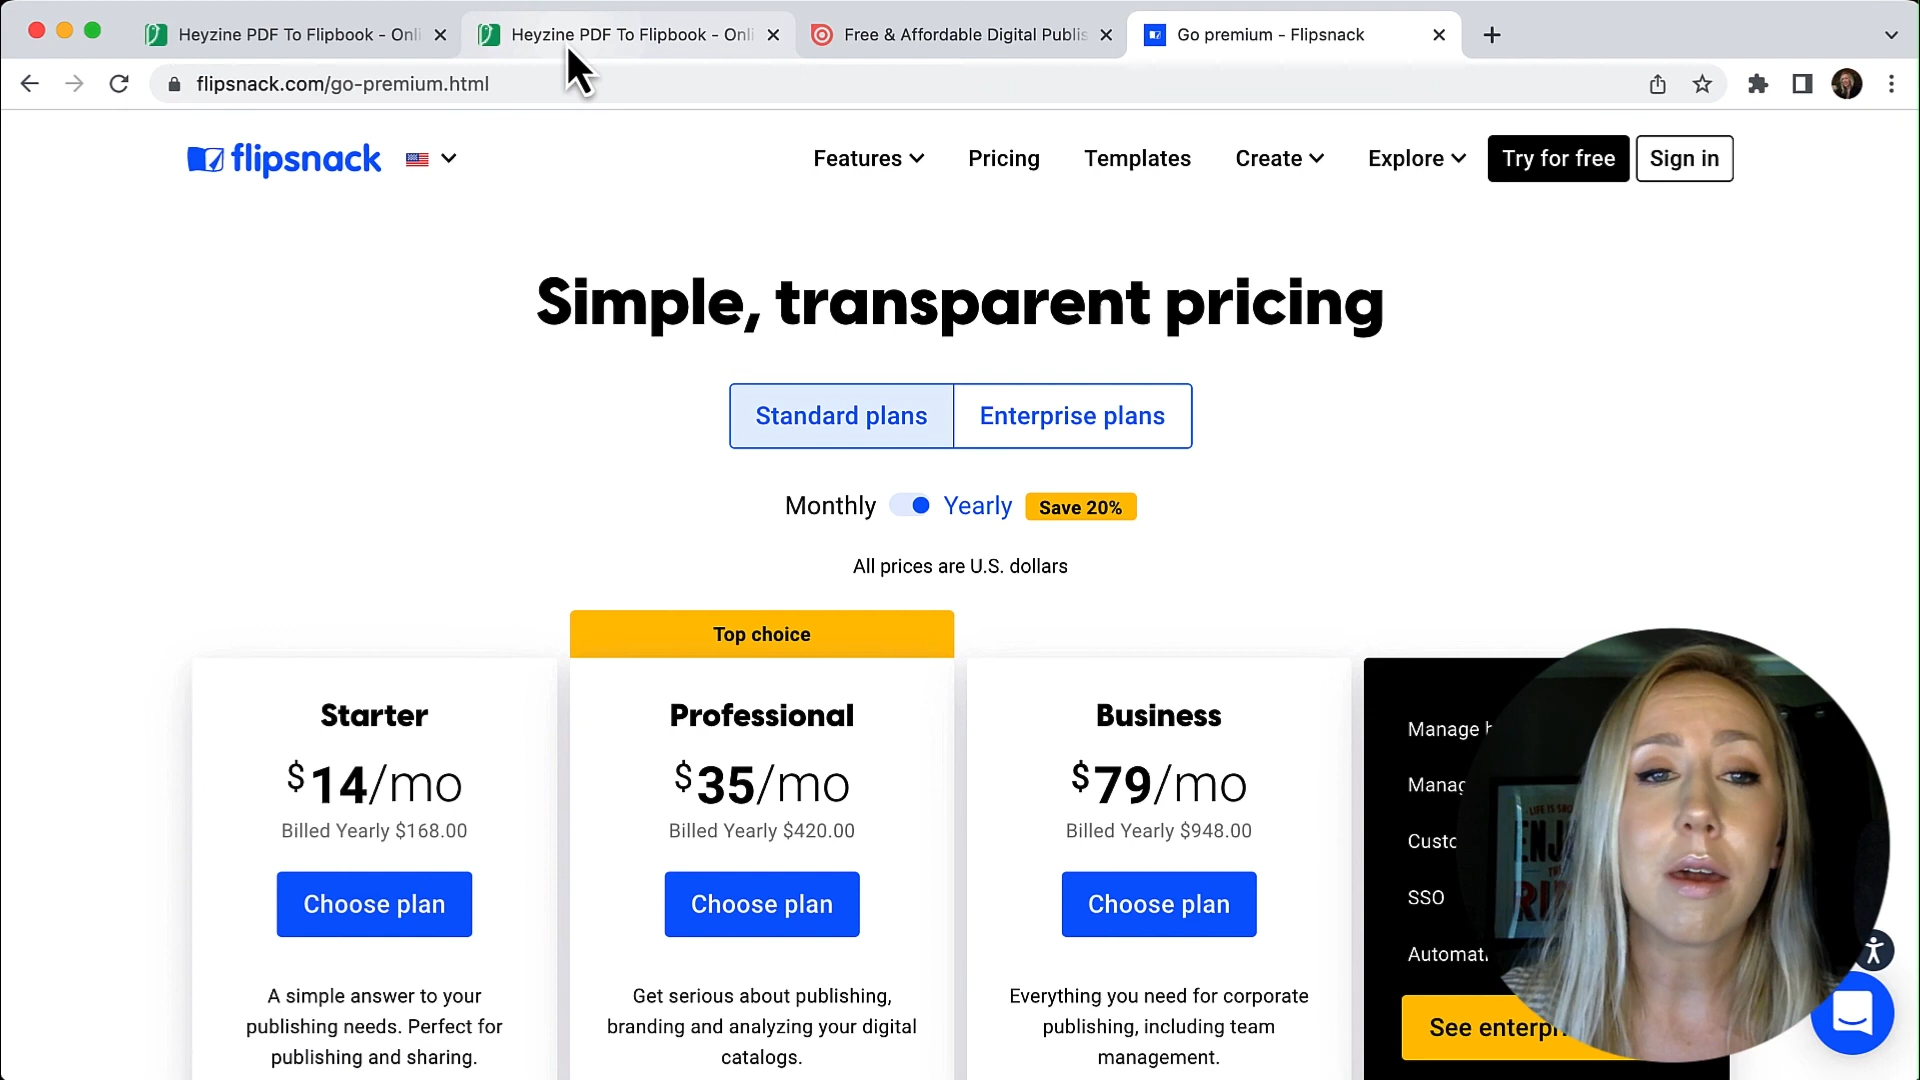 Heyzine PDF To Flipbook - Onli
Heyzine PDF To Flipbook - Onli
Free & Affordable Digital Publis
Go premium - Flipsnack
flipsnack.com/go-premium.html
flipsnack
Features
Pricing
Templates
Create
Explore
Try for free
Sign in
Simple, transparent pricing
Standard plans
Enterprise plans
Monthly
Yearly
Save 20%
All prices are U.S. dollars
Top choice
Starter
$14/mo
Billed Yearly $168.00
Choose plan
A simple answer to your
publishing needs. Perfect for
publishing and sharing.
Professional
$35/mo
Billed Yearly $420.00
Choose plan
Get serious about publishing,
branding and analyzing your digital
catalogs.
Business
$79/mo
Billed Yearly $948.00
Choose plan
Everything you need for corporate
publishing, including team
management.
Manage
SSO
See